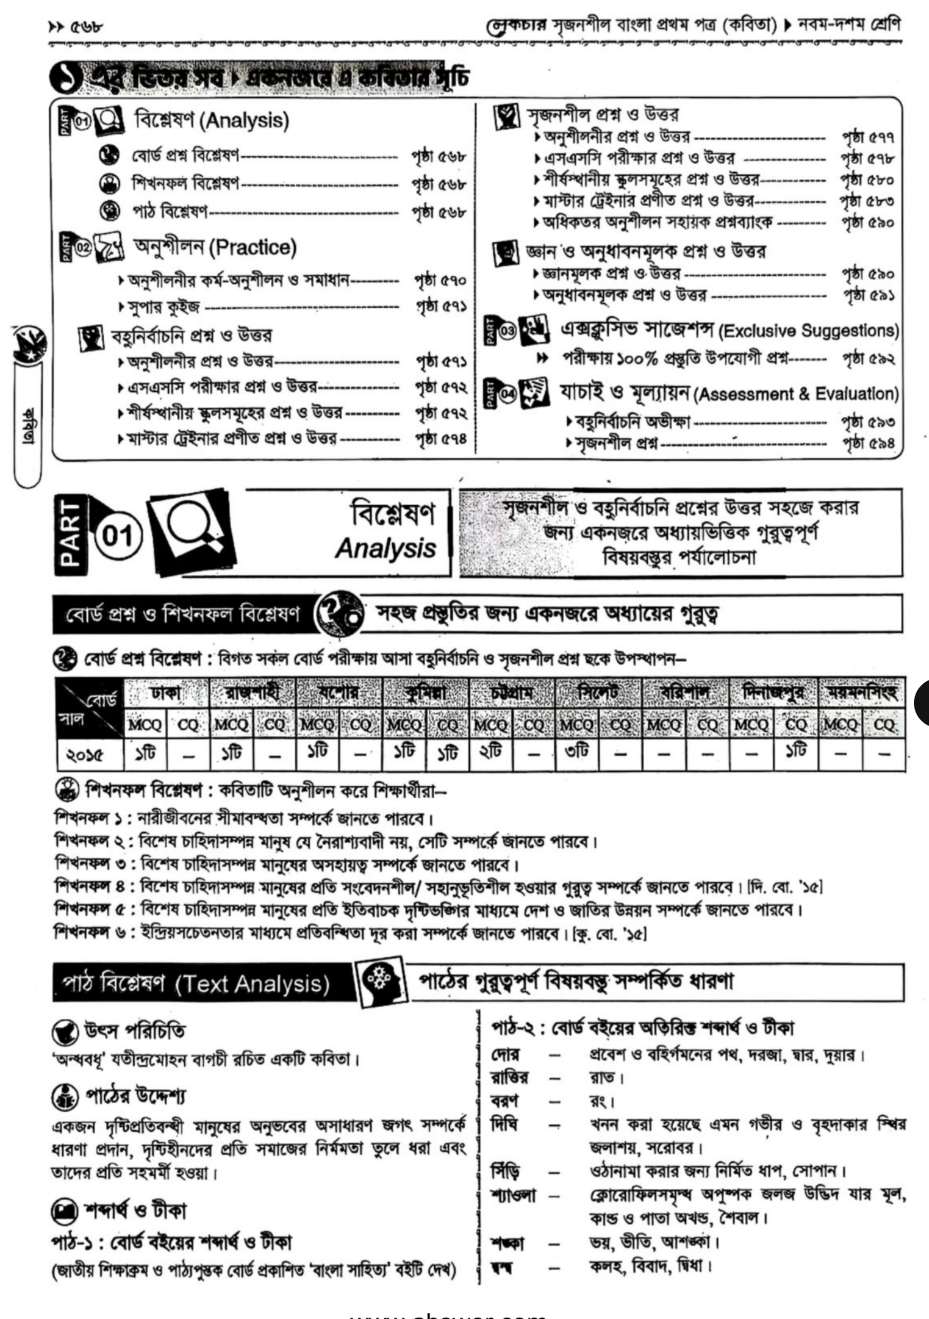 >> ৫৬৮
লেকচার সৃজনশীল বাংলা প্রথম পত্র (কবিতা) ▶ নবম-দশম শ্রেণি
১ এর ভিতর সব ▶ একনজরে এ কবিতার সূচি
PART 01 বিশ্লেষণ (Analysis)
বোর্ড প্রশ্ন বিশ্লেষণ পৃষ্ঠা ৫৬৮
শিখনফল বিশ্লেষণ পৃষ্ঠা ৫৬৮
পাঠ বিশ্লেষণ পৃষ্ঠা ৫৬৮
PART 02 অনুশীলন (Practice)
▶ অনুশীলনীর কর্ম-অনুশীলন ও সমাধান পৃষ্ঠা ৫৭০
▶ সুপার কুইজ পৃষ্ঠা ৫৭১
বহুনির্বাচনি প্রশ্ন ও উত্তর
▶ অনুশীলনীর প্রশ্ন ও উত্তর পৃষ্ঠা ৫৭১
▶ এসএসসি পরীক্ষার প্রশ্ন ও উত্তর পৃষ্ঠা ৫৭২
▶ শীর্ষস্থানীয় স্কুলসমূহের প্রশ্ন ও উত্তর পৃষ্ঠা ৫৭২
▶ মাস্টার ট্রেইনার প্রণীত প্রশ্ন ও উত্তর পৃষ্ঠা ৫৭৪
সৃজনশীল প্রশ্ন ও উত্তর
▶ অনুশীলনীর প্রশ্ন ও উত্তর পৃষ্ঠা ৫৭৭
▶ এসএসসি পরীক্ষার প্রশ্ন ও উত্তর পৃষ্ঠা ৫৭৮
▶ শীর্ষস্থানীয় স্কুলসমূহের প্রশ্ন ও উত্তর পৃষ্ঠা ৫৮০
▶ মাস্টার ট্রেইনার প্রণীত প্রশ্ন ও উত্তর পৃষ্ঠা ৫৮৩
▶ অধিকতর অনুশীলন সহায়ক প্রশ্নব্যাংক পৃষ্ঠা ৫৯০
জ্ঞান ও অনুধাবনমূলক প্রশ্ন ও উত্তর
▶ জ্ঞানমূলক প্রশ্ন ও উত্তর পৃষ্ঠা ৫৯০
▶ অনুধাবনমূলক প্রশ্ন ও উত্তর পৃষ্ঠা ৫৯১
PART 03 এক্সক্লুসিভ সাজেশন্স (Exclusive Suggestions)
▶▶ পরীক্ষায় ১০০% প্রস্তুতি উপযোগী প্রশ্ন পৃষ্ঠা ৫৯২
PART 04 যাচাই ও মূল্যায়ন (Assessment & Evaluation)
▶ বহুনির্বাচনি অভীক্ষা পৃষ্ঠা ৫৯৩
▶ সৃজনশীল প্রশ্ন পৃষ্ঠা ৫৯৪
কবিতা
PART 01
বিশ্লেষণ
Analysis
সৃজনশীল ও বহুনির্বাচনি প্রশ্নের উত্তর সহজে করার
জন্য একনজরে অধ্যায়ভিত্তিক গুরুত্বপূর্ণ
বিষয়বস্তুর পর্যালোচনা
বোর্ড প্রশ্ন ও শিখনফল বিশ্লেষণ সহজ প্রস্তুতির জন্য একনজরে অধ্যায়ের গুরুত্ব
বোর্ড প্রশ্ন বিশ্লেষণ : বিগত সকল বোর্ড পরীক্ষায় আসা বহুনির্বাচনি ও সৃজনশীল প্রশ্ন ছকে উপস্থাপন–
বোর্ড ঢাকা রাজশাহী যশোর কুমিল্লা চট্টগ্রাম সিলেট বরিশাল দিনাজপুর ময়মনসিংহ
সাল MCQ CQ MCQ CQ MCQ CQ MCQ CQ MCQ CQ MCQ CQ MCQ CQ MCQ CQ MCQ CQ
২০১৫ ১টি – ১টি – ১টি – ১টি ১টি ২টি – ৩টি – – – – ১টি – –
শিখনফল বিশ্লেষণ : কবিতাটি অনুশীলন করে শিক্ষার্থীরা–
শিখনফল ১ : নারীজীবনের সীমাবদ্ধতা সম্পর্কে জানতে পারবে।
শিখনফল ২ : বিশেষ চাহিদাসম্পন্ন মানুষ যে নৈরাশ্যবাদী নয়, সেটি সম্পর্কে জানতে পারবে।
শিখনফল ৩ : বিশেষ চাহিদাসম্পন্ন মানুষের অসহায়ত্ব সম্পর্কে জানতে পারবে।
শিখনফল ৪ : বিশেষ চাহিদাসম্পন্ন মানুষের প্রতি সংবেদনশীল/ সহানুভূতিশীল হওয়ার গুরুত্ব সম্পর্কে জানতে পারবে। [দি. বো. '১৫]
শিখনফল ৫ : বিশেষ চাহিদাসম্পন্ন মানুষের প্রতি ইতিবাচক দৃষ্টিভঙ্গির মাধ্যমে দেশ ও জাতির উন্নয়ন সম্পর্কে জানতে পারবে।
শিখনফল ৬ : ইন্দ্রিয়সচেতনতার মাধ্যমে প্রতিবন্ধিতা দূর করা সম্পর্কে জানতে পারবে। [কু. বো. '১৫]
পাঠ বিশ্লেষণ (Text Analysis) পাঠের গুরুত্বপূর্ণ বিষয়বস্তু সম্পর্কিত ধারণা
উৎস পরিচিতি
'অন্ধবধূ' যতীন্দ্রমোহন বাগচী রচিত একটি কবিতা।
পাঠের উদ্দেশ্য
একজন দৃষ্টিপ্রতিবন্ধী মানুষের অনুভবের অসাধারণ জগৎ সম্পর্কে
ধারণা প্রদান, দৃষ্টিহীনদের প্রতি সমাজের নির্মমতা তুলে ধরা এবং
তাদের প্রতি সহমর্মী হওয়া।
শব্দার্থ ও টীকা
পাঠ-১ : বোর্ড বইয়ের শব্দার্থ ও টীকা
(জাতীয় শিক্ষাক্রম ও পাঠ্যপুস্তক বোর্ড প্রকাশিত 'বাংলা সাহিত্য' বইটি দেখ)
পাঠ-২ : বোর্ড বইয়ের অতিরিক্ত শব্দার্থ ও টীকা
দোর – প্রবেশ ও বহির্গমনের পথ, দরজা, দ্বার, দুয়ার।
রাত্তির – রাত।
বরণ – রং।
দিঘি – খনন করা হয়েছে এমন গভীর ও বৃহদাকার স্থির
জলাশয়, সরোবর।
সিঁড়ি – ওঠানামা করার জন্য নির্মিত ধাপ, সোপান।
শ্যাওলা – ক্লোরোফিলসমৃদ্ধ অপুষ্পক জলজ উদ্ভিদ যার মূল,
কান্ড ও পাতা অখন্ড, শৈবাল।
শঙ্কা – ভয়, ভীতি, আশঙ্কা।
দ্বন্দ্ব – কলহ, বিবাদ, দ্বিধা।